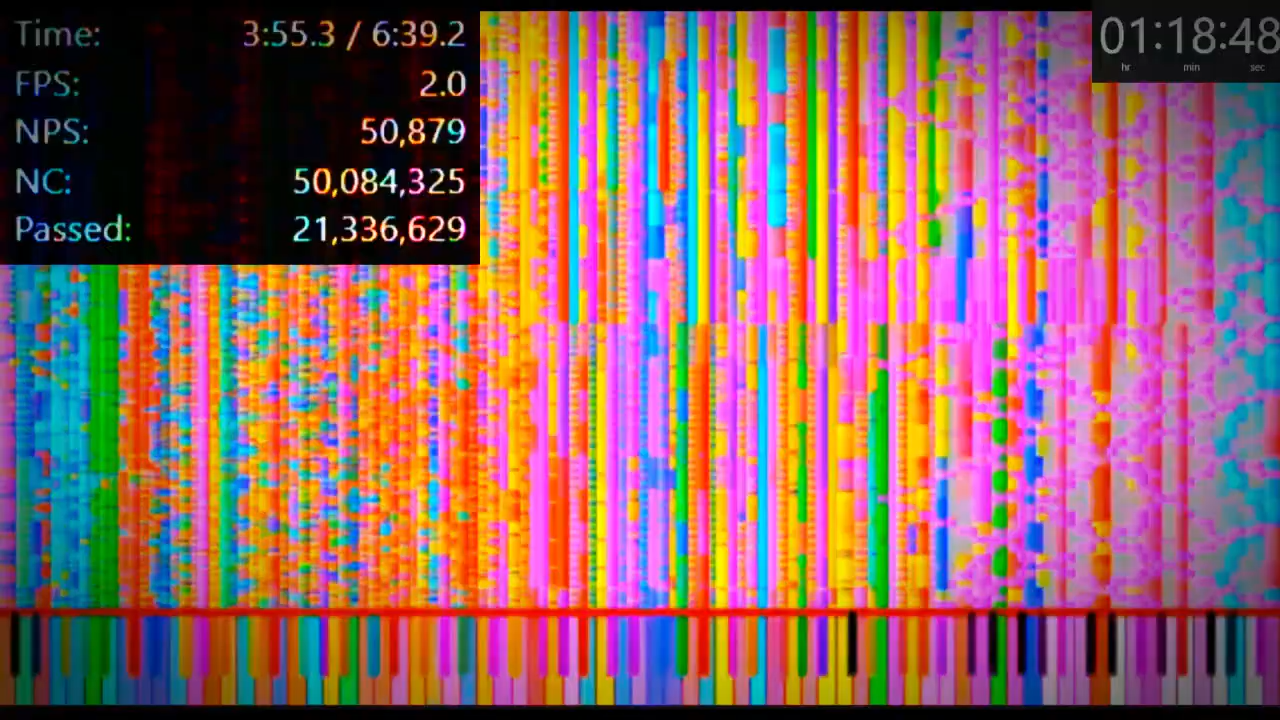 Time: 3:55.3 / 6:39.2
FPS: 2.0
NPS: 50,879
NC: 50,084,325
Passed: 21,336,629
01:18:48
hr min sec